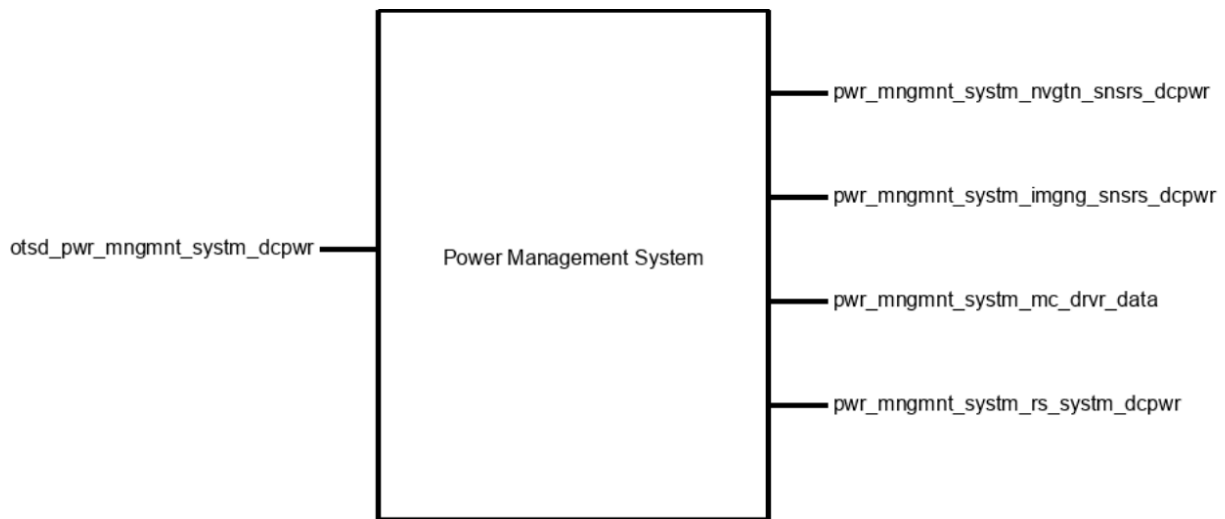 pwr_mngmnt_systm_nvgtn_snsrs_dcpwr
pwr_mngmnt_systm_imgng_snsrs_dcpwr
otsd_pwr_mngmnt_systm_dcpwr
Power Management System
pwr_mngmnt_systm_mc_drvr_data
pwr_mngmnt_systm_rs_systm_dcpwr